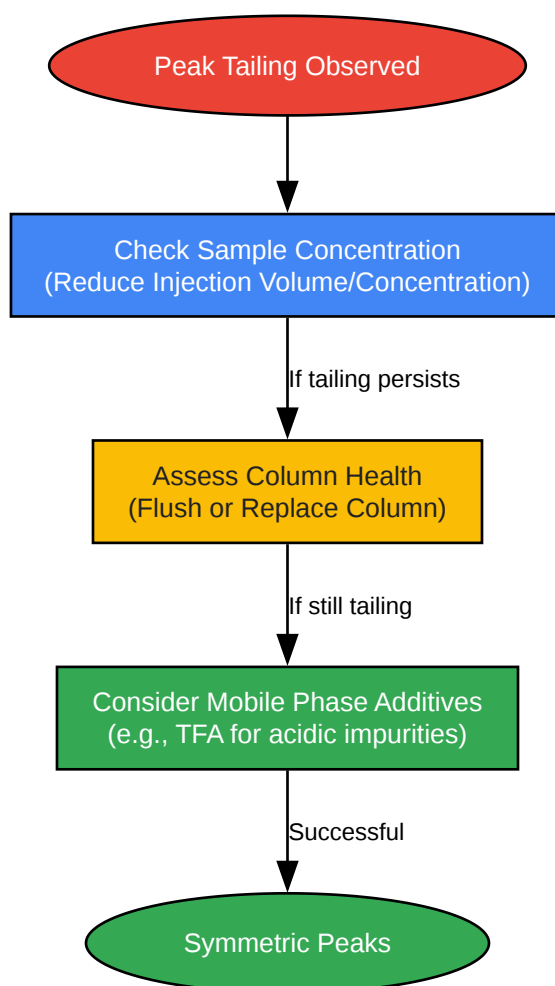 Peak Tailing Observed
Check Sample Concentration
(Reduce Injection Volume/Concentration)
If tailing persists
Assess Column Health
(Flush or Replace Column)
If still tailing
Consider Mobile Phase Additives
(e.g., TFA for acidic impurities)
Successful
Symmetric Peaks